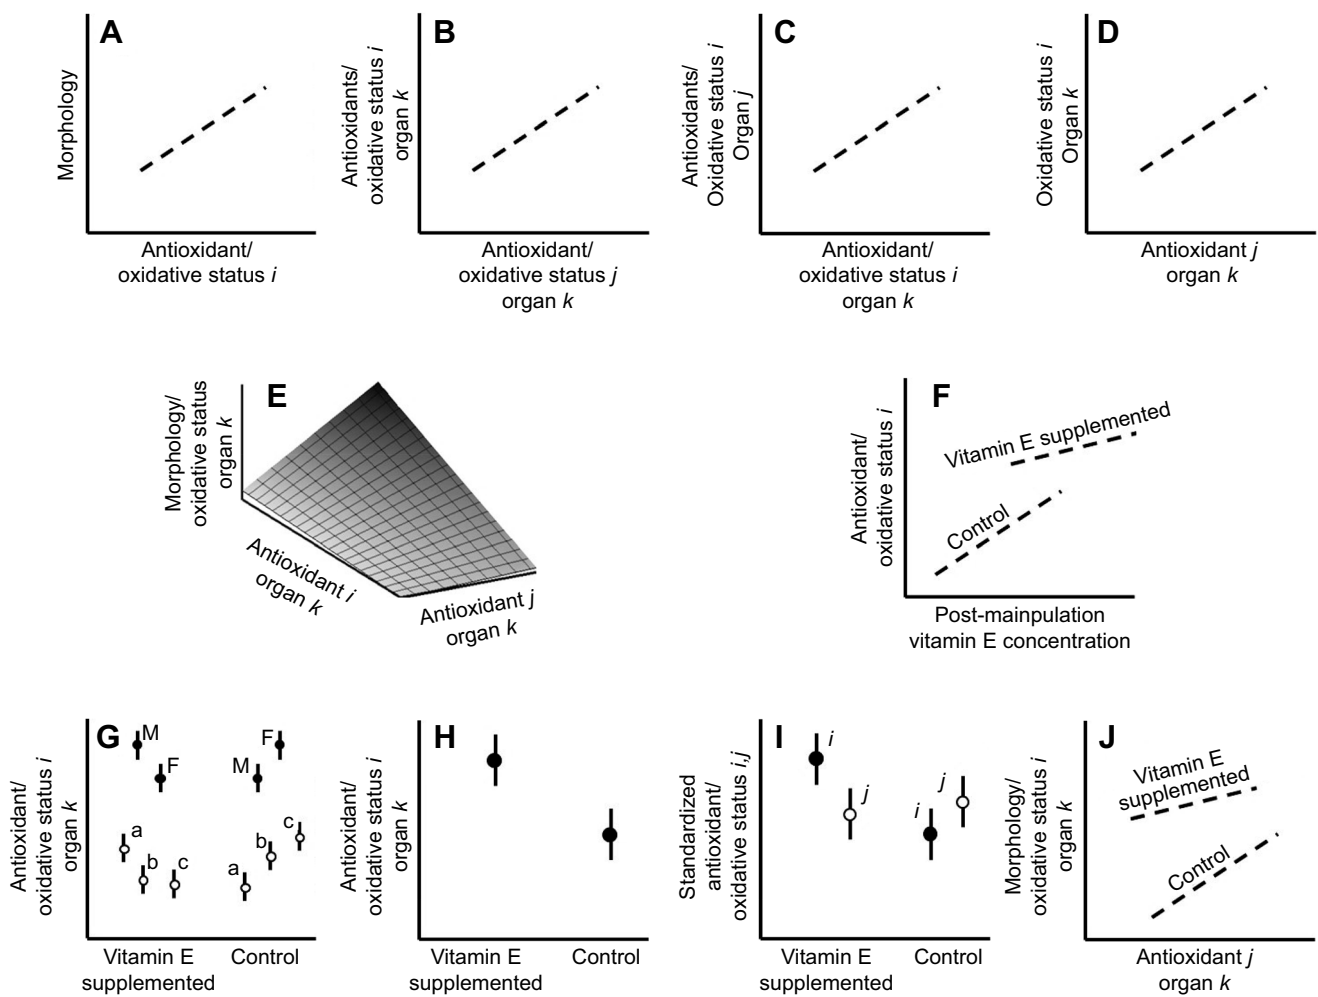 A
Morphology
Antioxidant/
oxidative status i
B
Antioxidants/
oxidative status i
organ k
Antioxidant/
oxidative status j
organ k
C
Antioxidants/
Oxidative status i
Organ j
Antioxidant/
oxidative status i
organ k
D
Oxidative status i
Organ k
Antioxidant j
organ k
E
Morphology/
oxidative status
organ k
Antioxidant i
organ k
Antioxidant j
organ k
F
Antioxidant/
oxidative status i
Vitamin E supplemented
Control
Post-mainpulation
vitamin E concentration
G
Antioxidant/
oxidative status i
organ k
M
F
a
b
c
F
M
c
b
a
Vitamin E
supplemented
Control
H
Antioxidant/
oxidative status i
organ k
Vitamin E
supplemented
Control
I
Standardized
antioxidant/
oxidative status i,j
i
j
j
i
Vitamin E
supplemented
Control
J
Morphology/
oxidative status i
organ k
Vitamin E
supplemented
Control
Antioxidant j
organ k